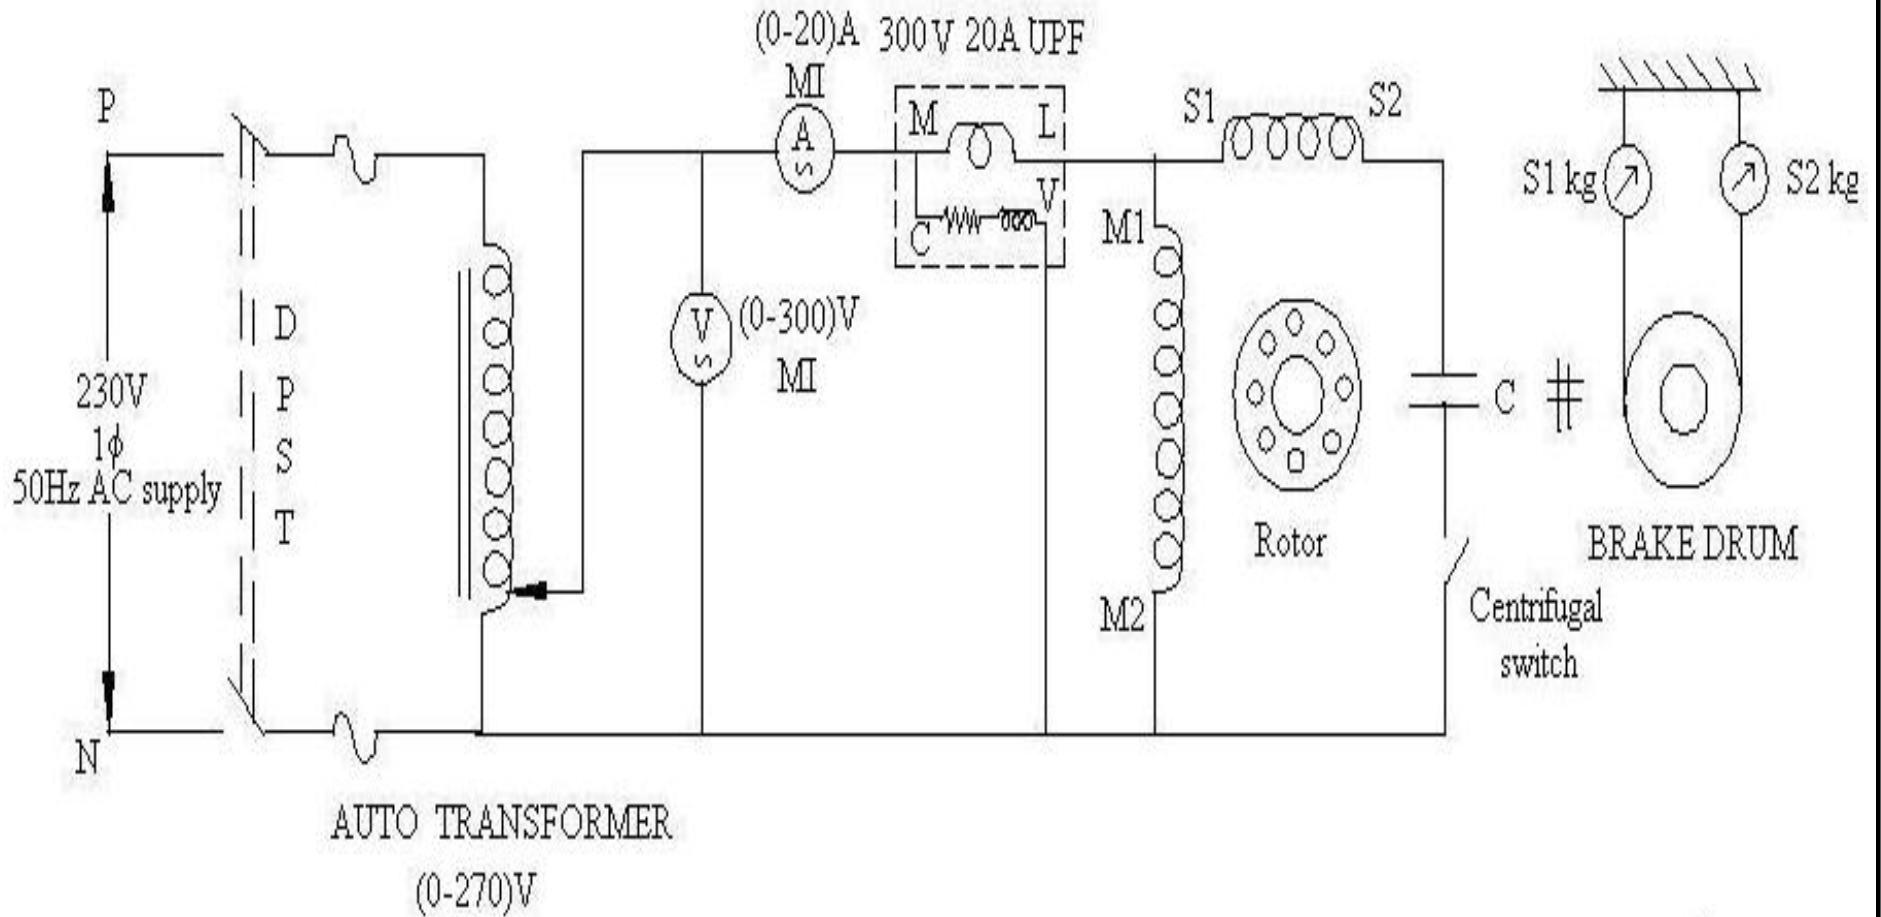 (0-20)A
MI
300V 20A UPF
P
A
~
M
L
C
V
S1
S2
S1 kg
S2 kg
D
P
S
T
230V
1ϕ
50Hz AC supply
V
~
(0-300)V
MI
M1
M2
Rotor
C
BRAKE DRUM
Centrifugal
switch
N
AUTO TRANSFORMER
(0-270)V